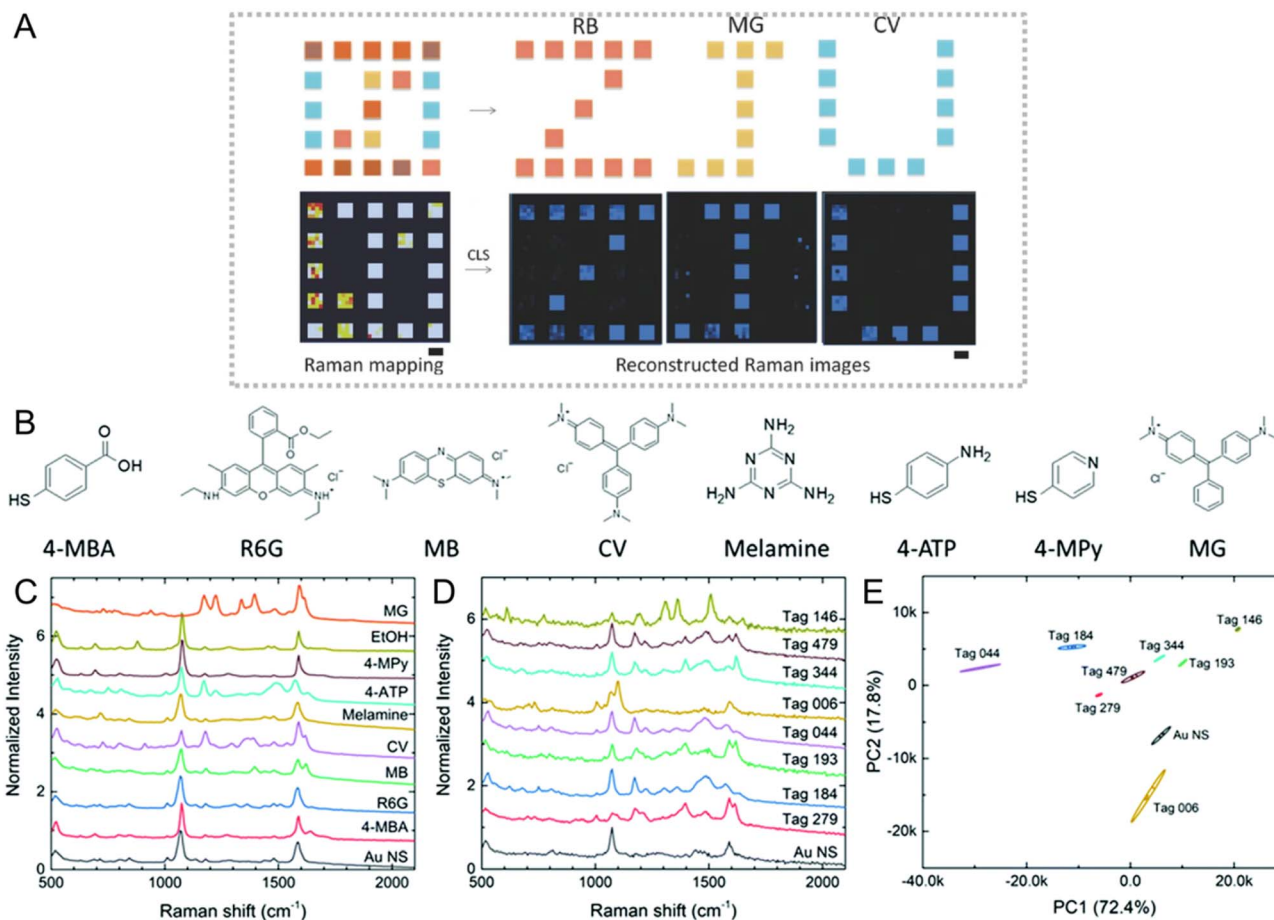 A
RB MG CV
CLS
Raman mapping
Reconstructed Raman images
B
HS O OH
O O N H O N H + Cl⁻
N N S N + Cl⁻
N + N N Cl⁻
NH₂ N N N H₂N NH₂
HS NH₂
HS N
N + N Cl⁻
4-MBA R6G MB CV Melamine 4-ATP 4-MPy MG
C
Normalized Intensity
6
4
2
0
MG
EtOH
4-MPy
4-ATP
Melamine
CV
MB
R6G
4-MBA
Au NS
500 1000 1500 2000
Raman shift (cm⁻¹)
D
Normalized Intensity
6
4
2
0
Tag 146
Tag 479
Tag 344
Tag 006
Tag 044
Tag 193
Tag 184
Tag 279
Au NS
500 1000 1500 2000
Raman shift (cm⁻¹)
E
PC2 (17.8%)
10k
0
-10k
-20k
Tag 146
Tag 184
Tag 344
Tag 044
Tag 479
Tag 193
Tag 279
Au NS
Tag 006
-40.0k -20.0k 0.0 20.0k
PC1 (72.4%)